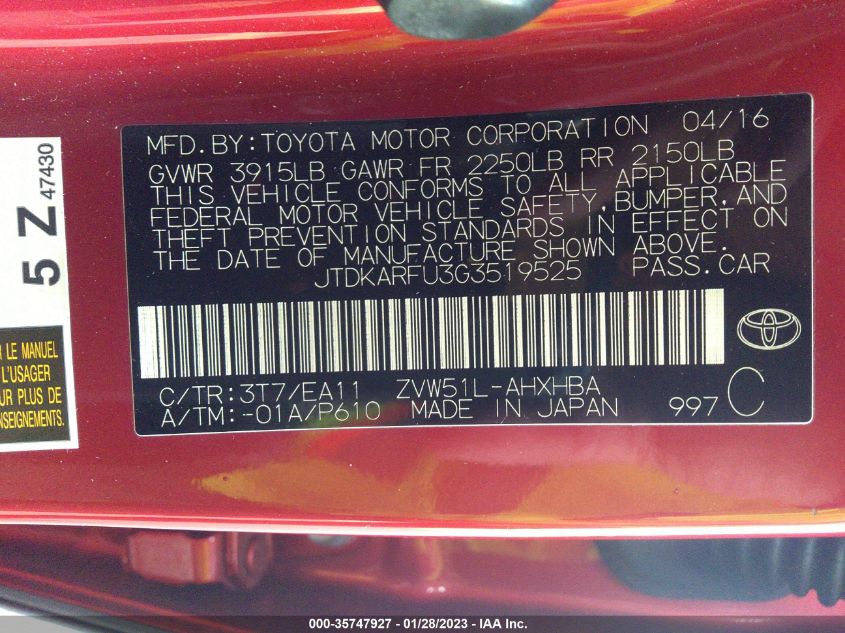 MFD.BY:TOYOTA MOTOR CORPORATION 04/16
GVWR 3915LB GAWR FR 2250LB RR 2150LB
THIS VEHICLE CONFORMS TO ALL APPLICABLE
FEDERAL MOTOR VEHICLE SAFETY,BUMPER,AND
THEFT PREVENTION STANDARDS IN EFFECT ON
THE DATE OF MANUFACTURE SHOWN ABOVE.
JTDKARFU3G3519525 PASS.CAR
C/TR:3T7/EA11 ZVW51L-AHXHBA
A/TM:-01A/P610 MADE IN JAPAN 997 C
5 Z 47430
LE MANUEL
L'USAGER
PLUS DE
000-35747927 - 01/28/2023 - IAA Inc.